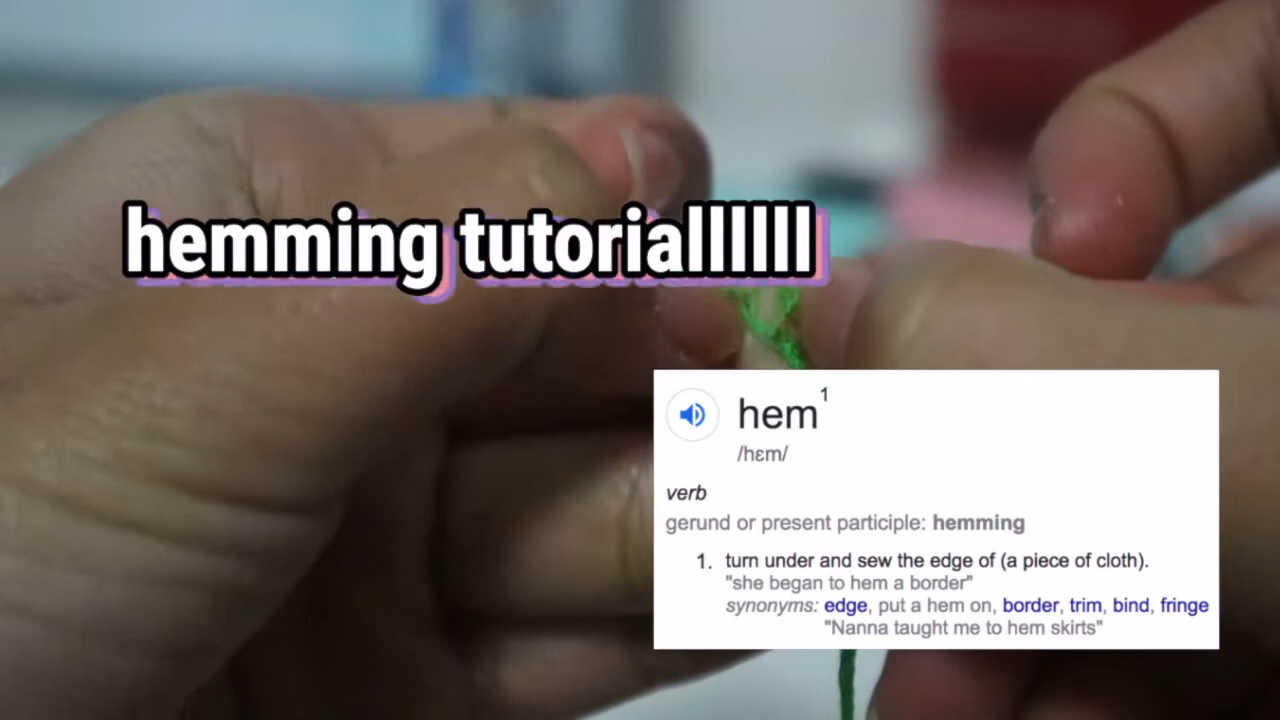 hemming tutorialllllll
hem1
/hɛm/
verb
gerund or present participle: hemming
1. turn under and sew the edge of (a piece of cloth).
"she began to hem a border"
synonyms: edge, put a hem on, border, trim, bind, fringe
"Nanna taught me to hem skirts"